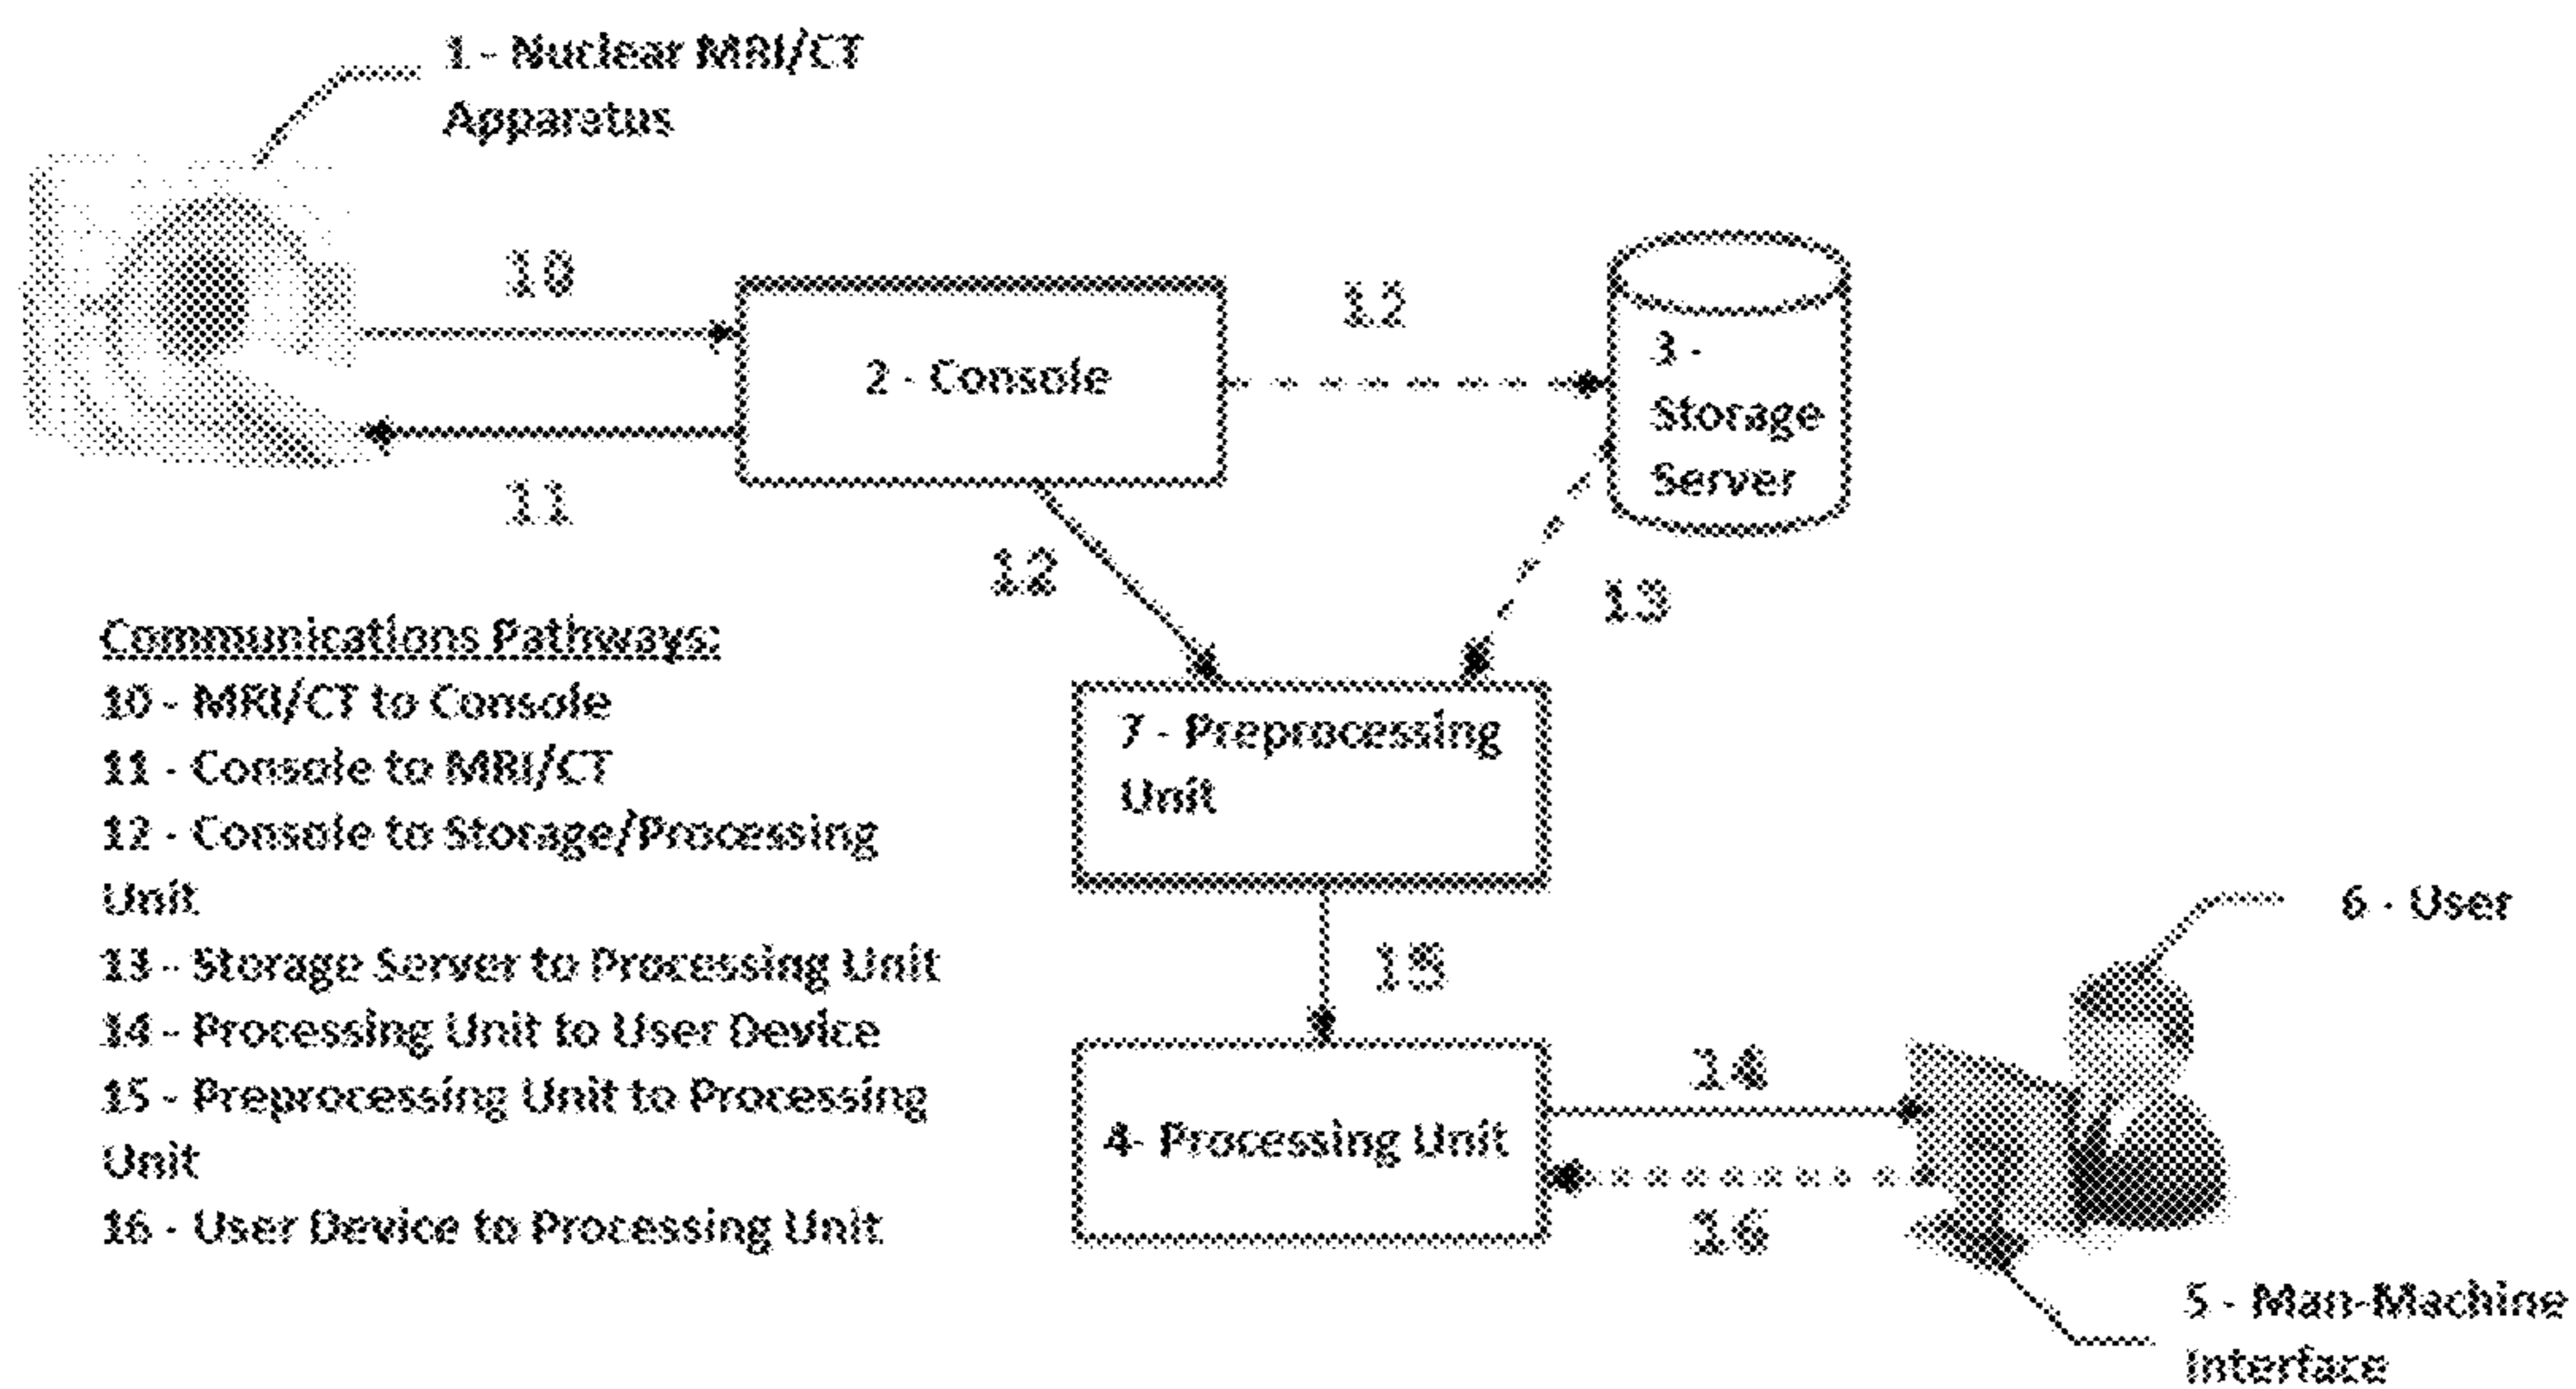 1 - Nuclear MRI/CT
Apparatus
10
12
2 - Console
3 -
Storage
Server
11
12
13
Communications Pathways:
10 - MRI/CT to Console
11 - Console to MRI/CT
12 - Console to Storage/Processing
Unit
13 - Storage Server to Processing Unit
14 - Processing Unit to User Device
15 - Preprocessing Unit to Processing
Unit
16 - User Device to Processing Unit
7 - Preprocessing
Unit
15
6 - User
14
4- Processing Unit
16
5 - Man-Machine
Interface